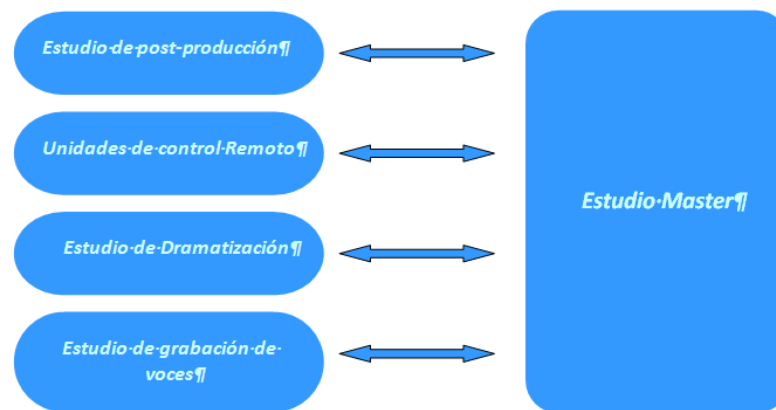 Estudio·de·post-producción¶
Unidades·de·control·Remoto¶
Estudio·de·Dramatización¶
Estudio·de·grabación·de·
voces¶
Estudio·Master¶